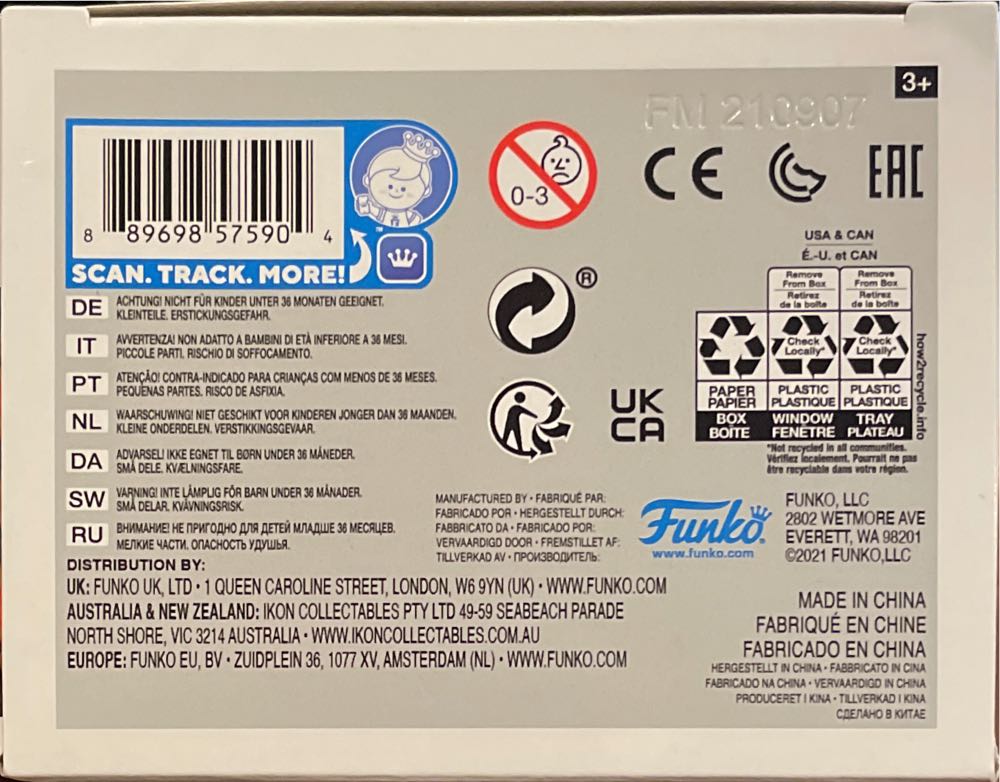 3+
FM 210907
8 89698 57590 4
SCAN. TRACK. MORE!
™
0-3
CE
EAC
USA & CAN
É.-U. et CAN
Remove From Box
Retirez de la boîte
Remove From Box
Retirez de la boîte
Check Locally*
Check Locally*
PAPER PAPIER
PLASTIC PLASTIQUE
PLASTIC PLASTIQUE
BOX BOÎTE
WINDOW FENÊTRE
TRAY PLATEAU
how2recycle.info
*Not recycled in all communities.
Vérifiez localement. Pourrait ne pas
être recyclable dans votre région.
®
UK
CA
DE ACHTUNG! NICHT FÜR KINDER UNTER 36 MONATEN GEEIGNET.
KLEINTEILE. ERSTICKUNGSGEFAHR.
IT AVVERTENZA! NON ADATTO A BAMBINI DI ETÀ INFERIORE A 36 MESI.
PICCOLE PARTI. RISCHIO DI SOFFOCAMENTO.
PT ATENÇÃO! CONTRA-INDICADO PARA CRIANÇAS COM MENOS DE 36 MESES.
PEQUENAS PARTES. RISCO DE ASFIXIA.
NL WAARSCHUWING! NIET GESCHIKT VOOR KINDEREN JONGER DAN 36 MAANDEN.
KLEINE ONDERDELEN. VERSTIKKINGSGEVAAR.
DA ADVARSEL! IKKE EGNET TIL BØRN UNDER 36 MÅNEDER.
SMÅ DELE. KVÆLNINGSFARE.
SW VARNING! INTE LÄMPLIG FÖR BARN UNDER 36 MÅNADER.
SMÅ DELAR. KVÄVNINGSRISK.
RU ВНИМАНИЕ! НЕ ПРИГОДНО ДЛЯ ДЕТЕЙ МЛАДШЕ 36 МЕСЯЦЕВ.
МЕЛКИЕ ЧАСТИ. ОПАСНОСТЬ УДУШЬЯ.
MANUFACTURED BY • FABRIQUÉ PAR:
FABRICADO POR • HERGESTELLT DURCH:
FABBRICATO DA • FABRICADO POR:
VERVAARDIGD DOOR • FREMSTILLET AF:
TILLVERKAD AV • ПРОИЗВОДИТЕЛЬ:
Funko
www.funko.com
FUNKO, LLC
2802 WETMORE AVE
EVERETT, WA 98201
©2021 FUNKO,LLC
DISTRIBUTION BY:
UK: FUNKO UK, LTD • 1 QUEEN CAROLINE STREET, LONDON, W6 9YN (UK) • WWW.FUNKO.COM
AUSTRALIA & NEW ZEALAND: IKON COLLECTABLES PTY LTD 49-59 SEABEACH PARADE
NORTH SHORE, VIC 3214 AUSTRALIA • WWW.IKONCOLLECTABLES.COM.AU
EUROPE: FUNKO EU, BV • ZUIDPLEIN 36, 1077 XV, AMSTERDAM (NL) • WWW.FUNKO.COM
MADE IN CHINA
FABRIQUÉ EN CHINE
FABRICADO EN CHINA
HERGESTELLT IN CHINA • FABBRICATO IN CINA
FABRICADO NA CHINA • VERVAARDIGD IN CHINA
PRODUCERET I KINA • TILLVERKAD I KINA
СДЕЛАНО В КИТАЕ